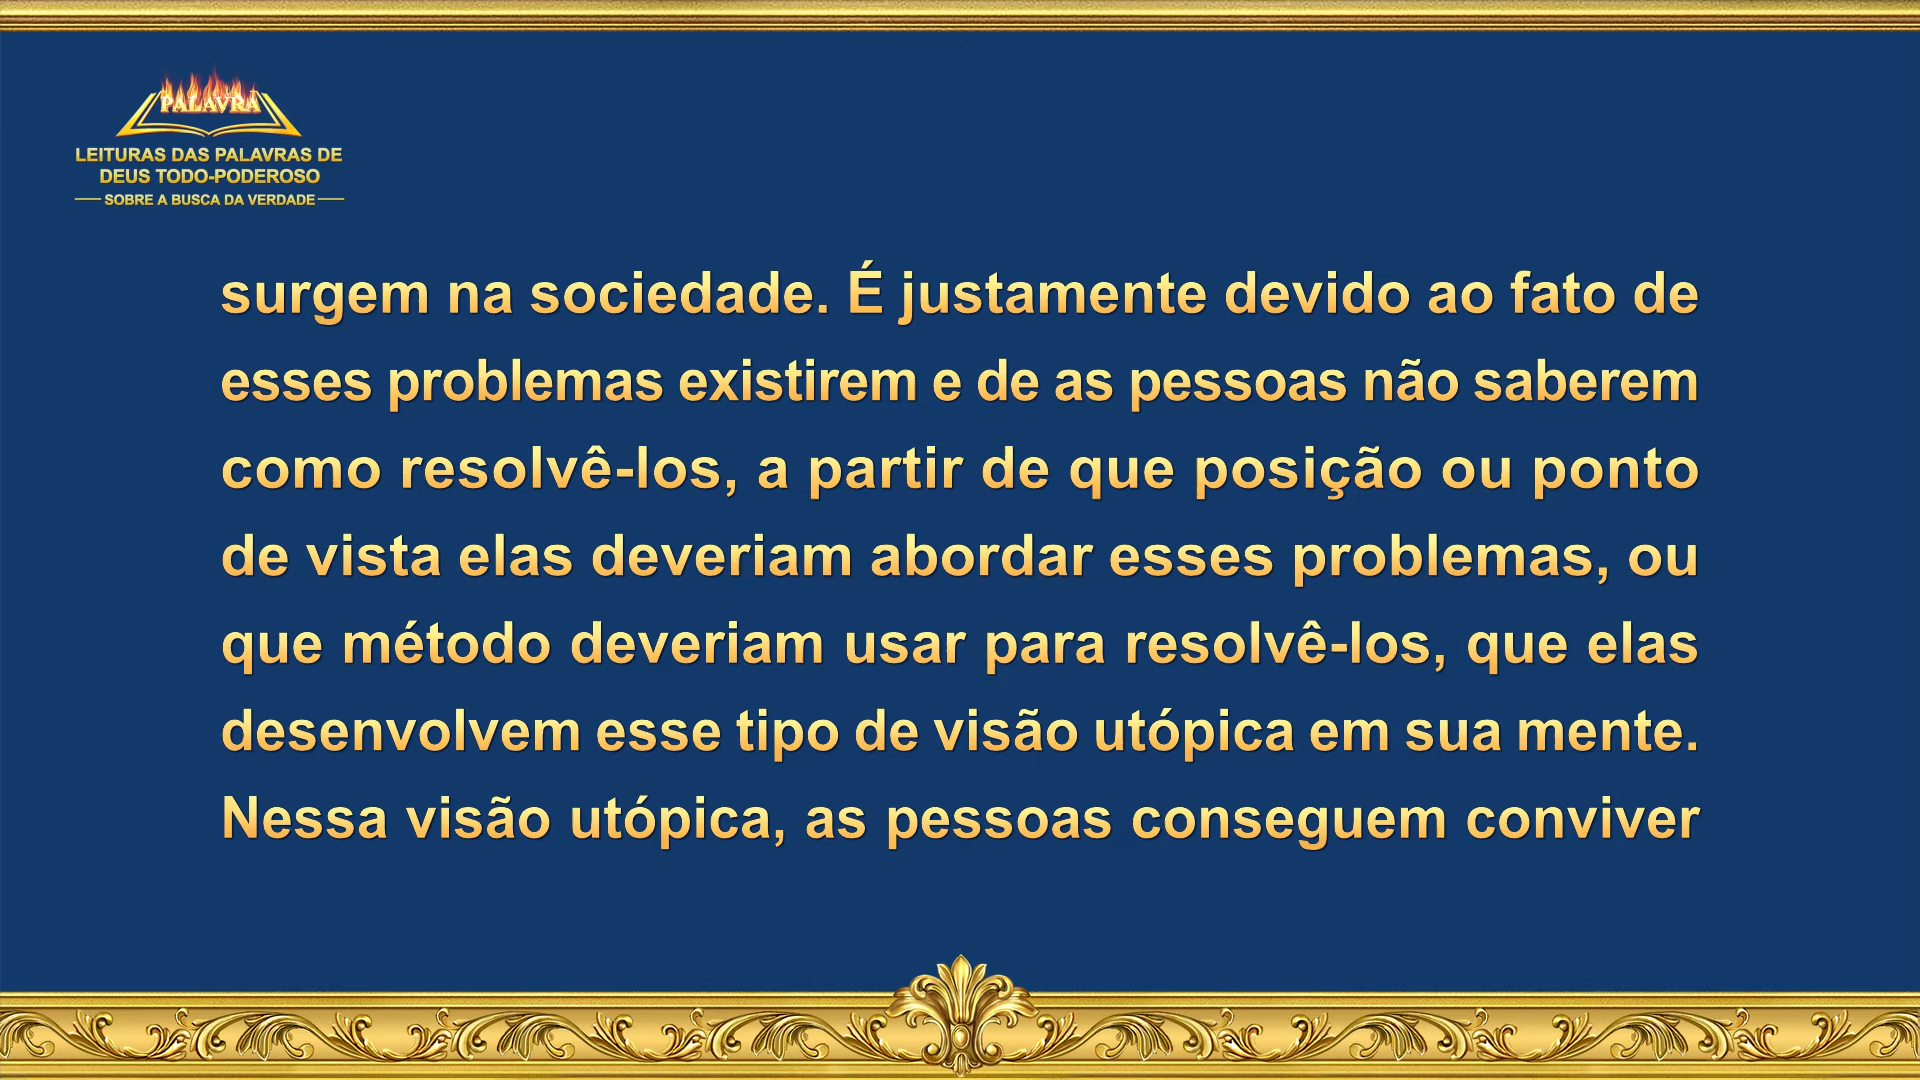 PALAVRA
LEITURAS DAS PALAVRAS DE
DEUS TODO-PODEROSO
SOBRE A BUSCA DA VERDADE
surgem na sociedade. É justamente devido ao fato de
esses problemas existirem e de as pessoas não saberem
como resolvê-los, a partir de que posição ou ponto
de vista elas deveriam abordar esses problemas, ou
que método deveriam usar para resolvê-los, que elas
desenvolvem esse tipo de visão utópica em sua mente.
Nessa visão utópica, as pessoas conseguem conviver